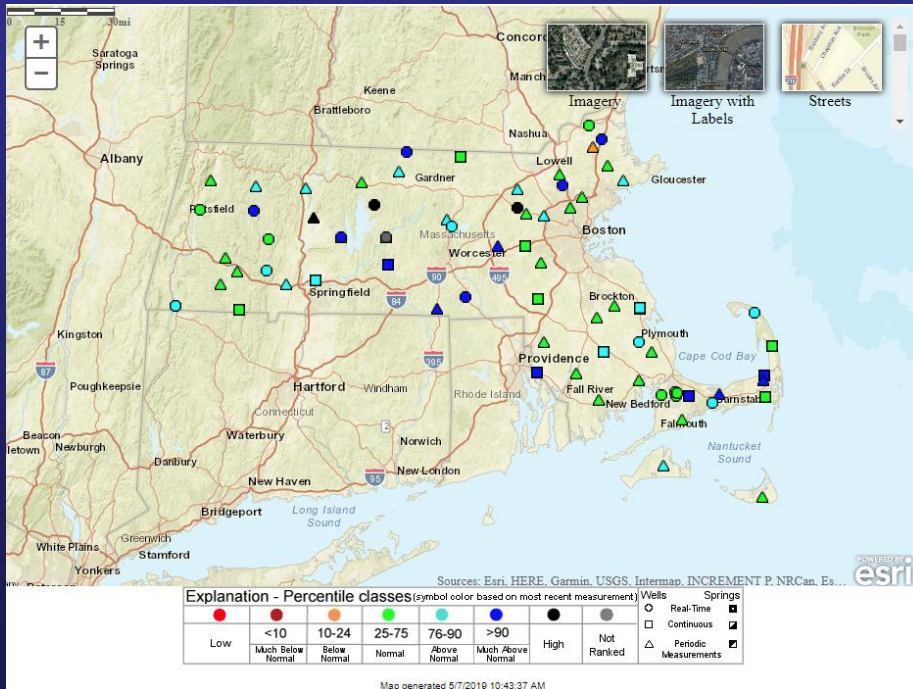 0 15 30mi
+
−
Imagery
Imagery with
Labels
Streets
Concord
Saratoga
Springs
Keene
Brattleboro
Nashua
Albany
Lowell
Gardner
Gloucester
Massachusetts
Boston
Worcester
90
495
Springfield
84
Brockton
Kingston
Plymouth
Cape Cod Bay
395
Providence
87
Poughkeepsie
Hartford
Windham
Rhode Island
Fall River
New Bedford
Connecticut
2
Falmouth
Beacon
Newburgh
Waterbury
Norwich
Nantucket
Sound
Danbury
New London
New Haven
95
Bridgeport
Long Island
Sound
Greenwich
White Plains
Stamford
Yonkers
POWERED BY
esri
Sources: Esri, HERE, Garmin, USGS, Intermap, INCREMENT P, NRCan, Es...
Explanation - Percentile classes (symbol color based on most recent measurement)
Low
<10
Much Below
Normal
10-24
Below
Normal
25-75
Normal
76-90
Above
Normal
>90
Much Above
Normal
High
Not
Ranked
Wells Springs
Real-Time
Continuous
Periodic
Measurements
Map generated 5/7/2019 10:43:37 AM